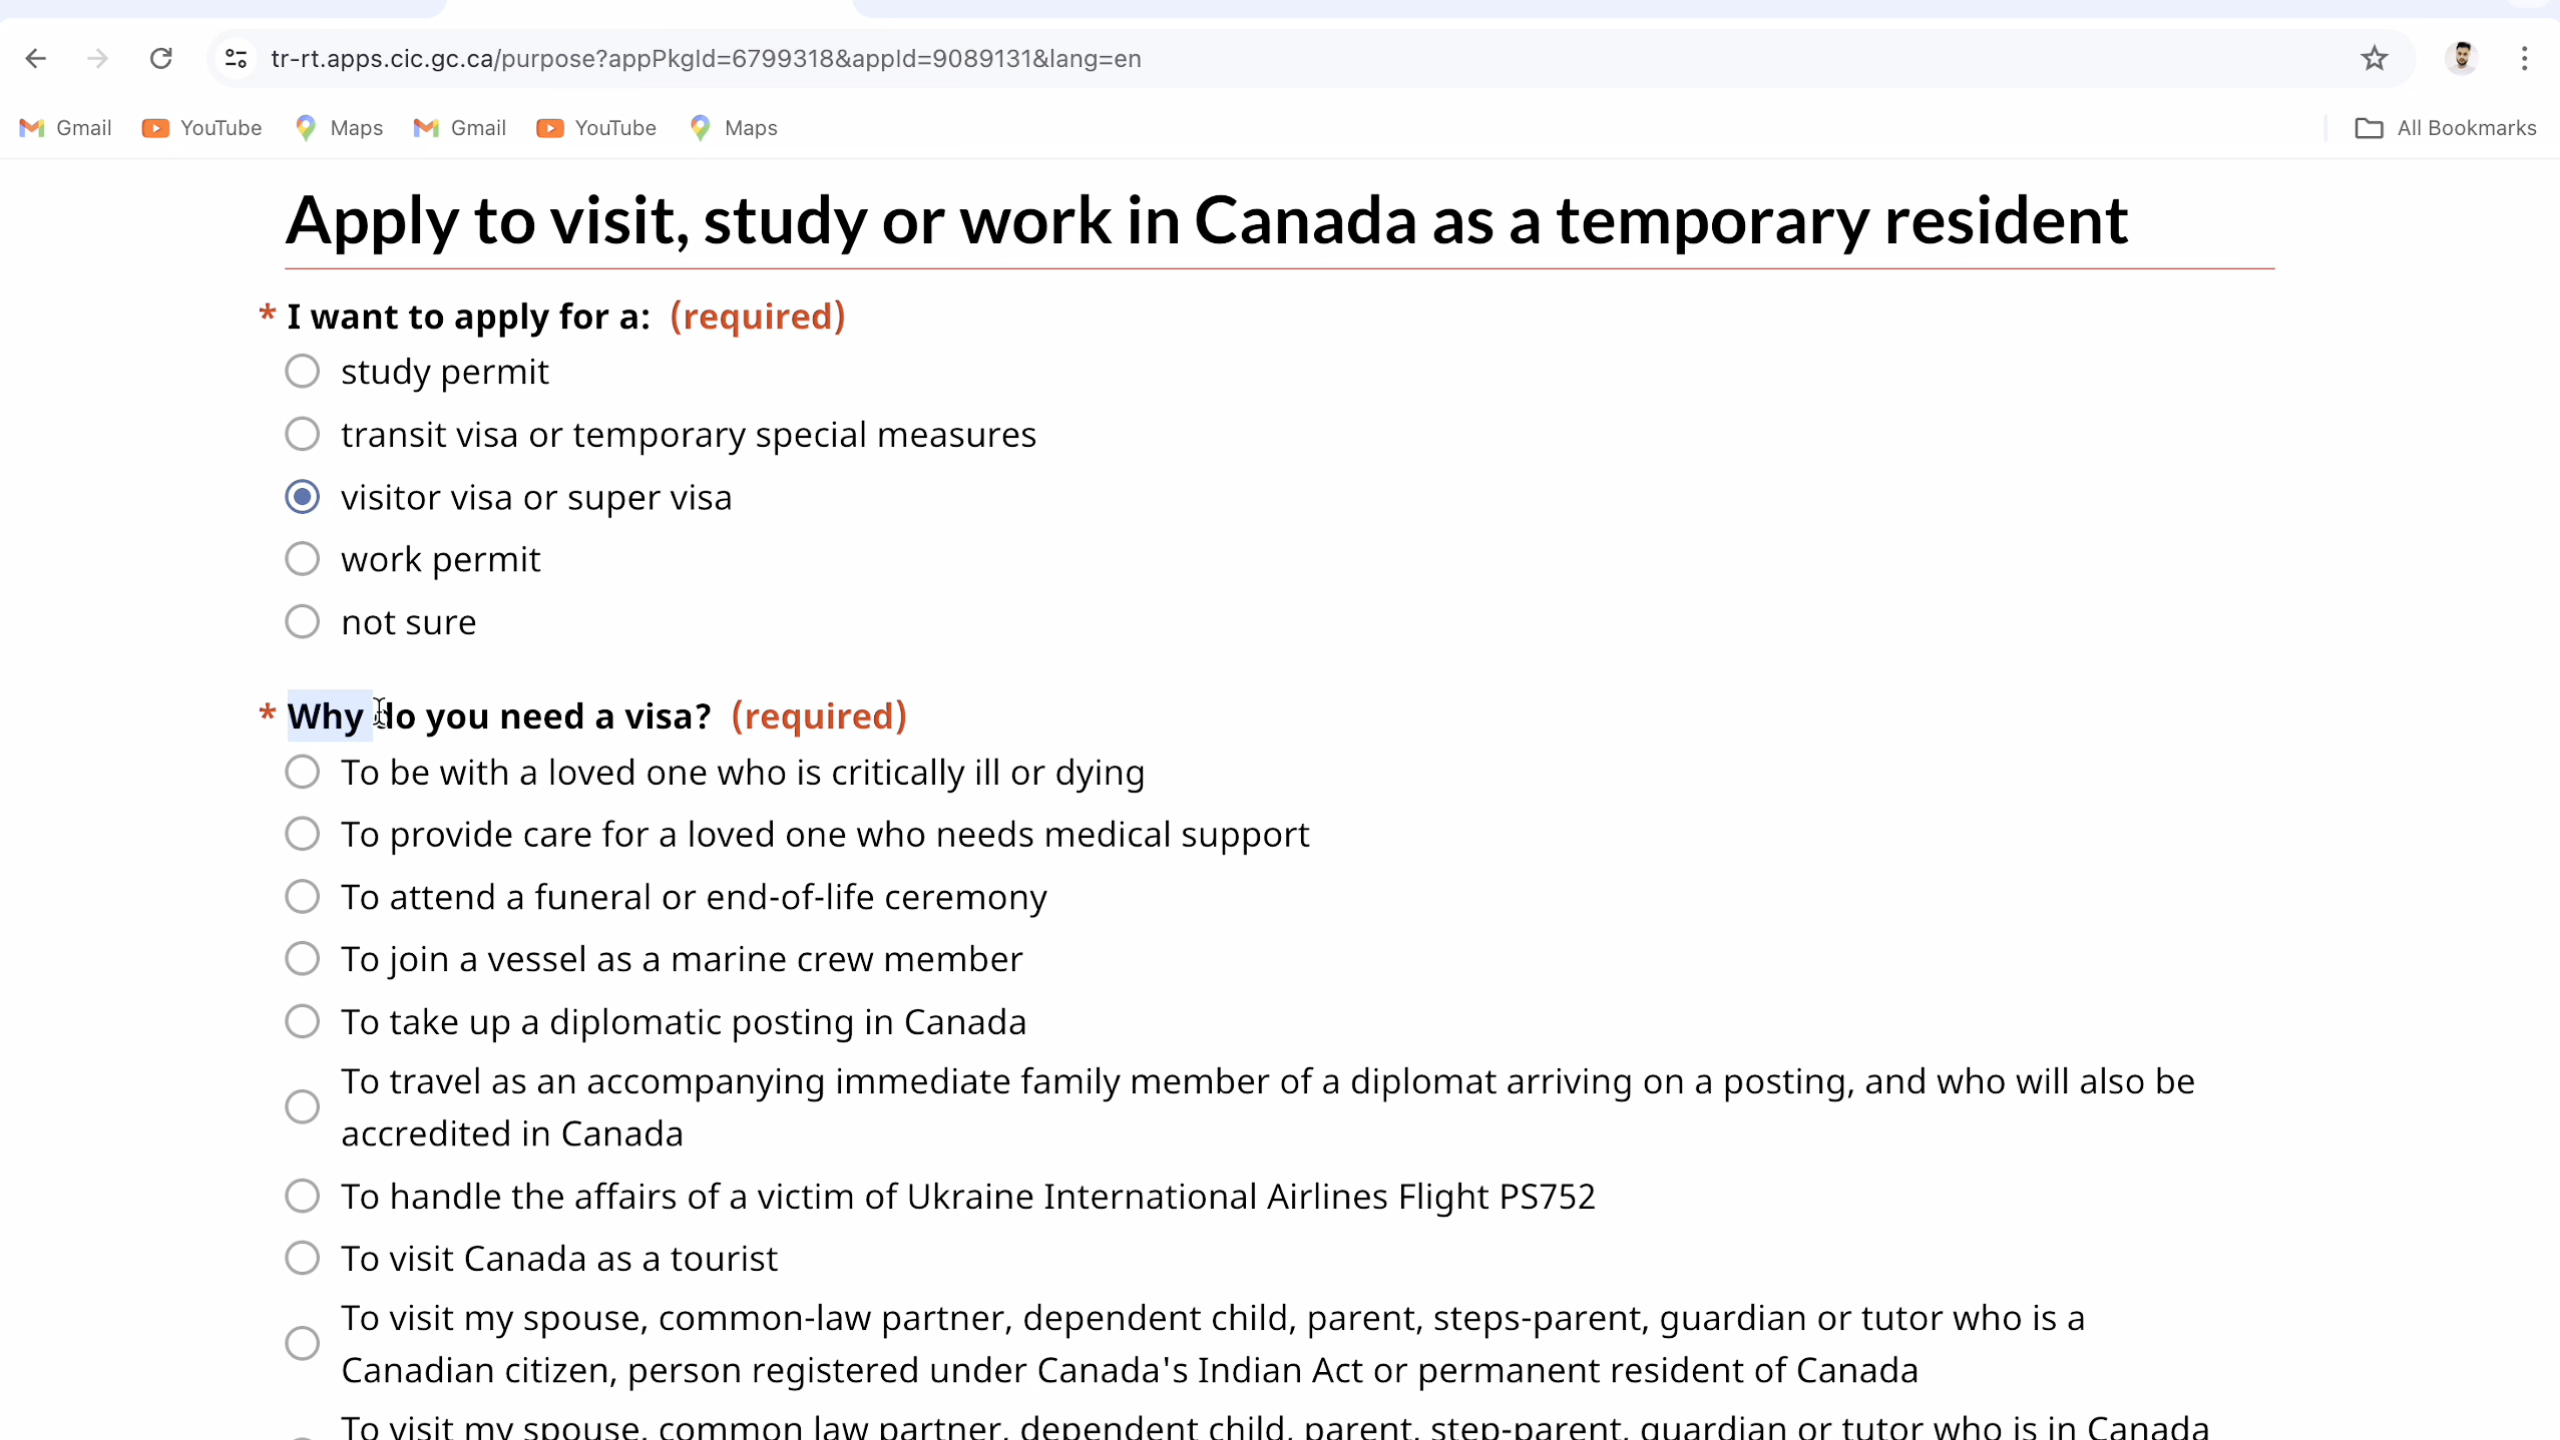 tr-rt.apps.cic.gc.ca/purpose?appPkgId=6799318&appId=9089131&lang=en
Gmail YouTube Maps Gmail YouTube Maps All Bookmarks
Apply to visit, study or work in Canada as a temporary resident
* I want to apply for a: (required)
study permit
transit visa or temporary special measures
visitor visa or super visa
work permit
not sure
* Why do you need a visa? (required)
To be with a loved one who is critically ill or dying
To provide care for a loved one who needs medical support
To attend a funeral or end-of-life ceremony
To join a vessel as a marine crew member
To take up a diplomatic posting in Canada
To travel as an accompanying immediate family member of a diplomat arriving on a posting, and who will also be
accredited in Canada
To handle the affairs of a victim of Ukraine International Airlines Flight PS752
To visit Canada as a tourist
To visit my spouse, common-law partner, dependent child, parent, steps-parent, guardian or tutor who is a
Canadian citizen, person registered under Canada's Indian Act or permanent resident of Canada
To visit my spouse, common law partner, dependent child, parent, step-parent, guardian or tutor who is in Canada